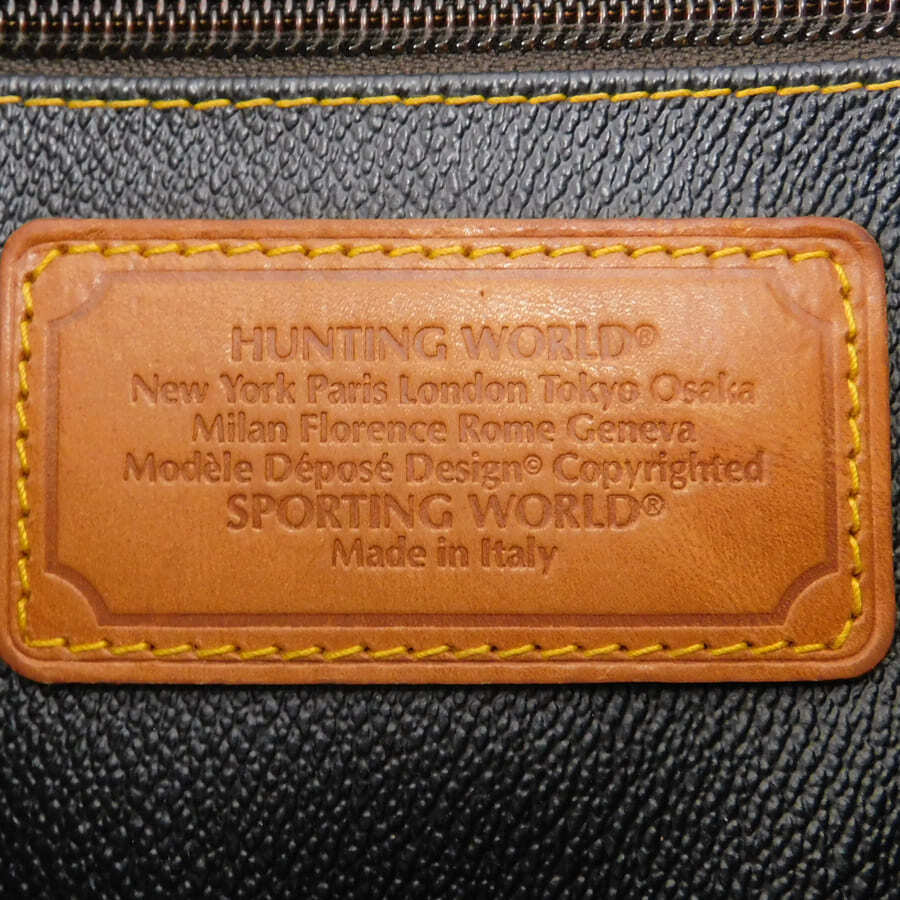 HUNTING WORLD®
New York Paris London Tokyo Osaka
Milan Florence Rome Geneva
Modèle Déposé Design© Copyrighted
SPORTING WORLD®
Made in Italy